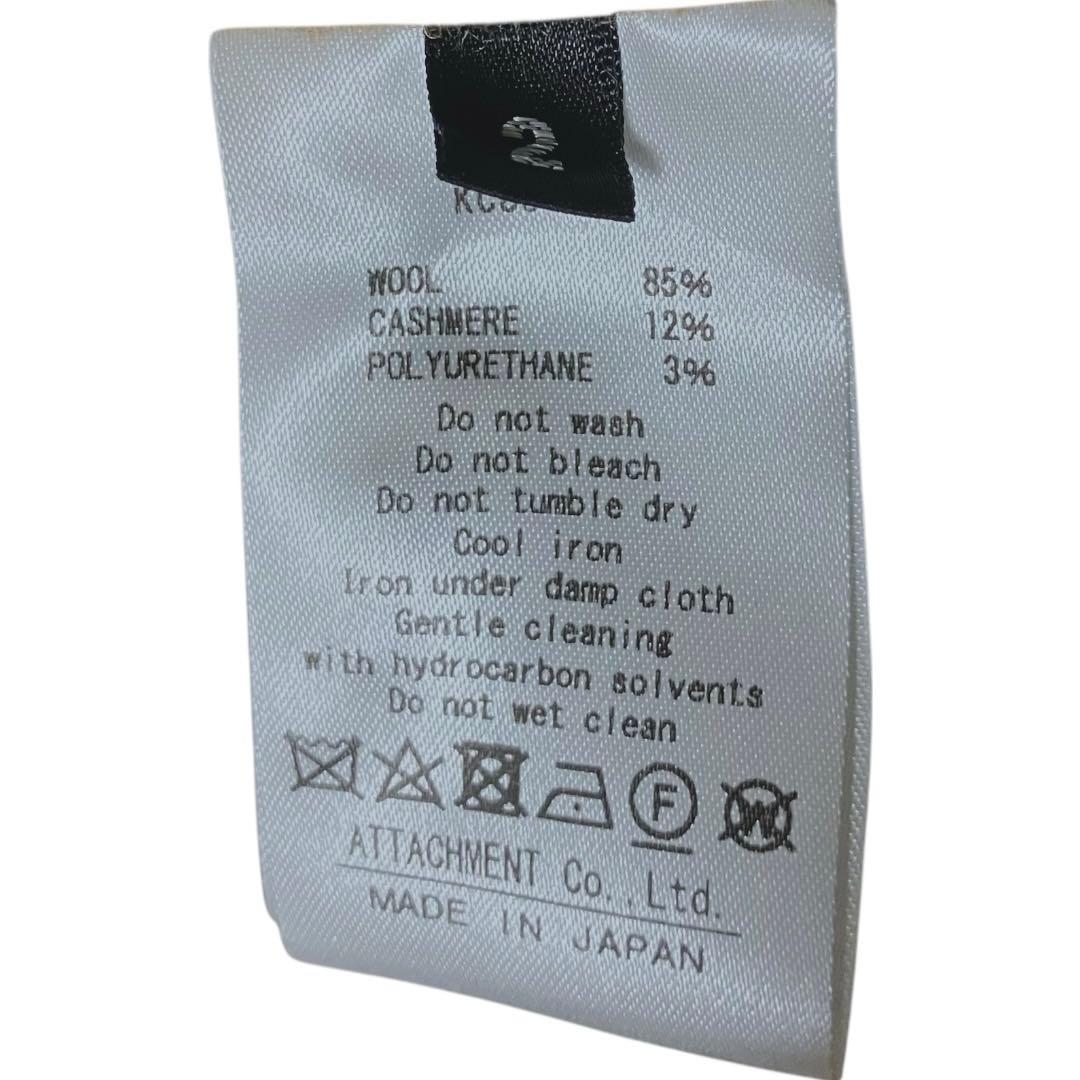 2
WOOL 85%
CASHMERE 12%
POLYURETHANE 3%
Do not wash
Do not bleach
Do not tumble dry
Cool iron
Iron under damp cloth
Gentle cleaning
with hydrocarbon solvents
Do not wet clean
F W
ATTACHMENT Co.,Ltd.
MADE IN JAPAN